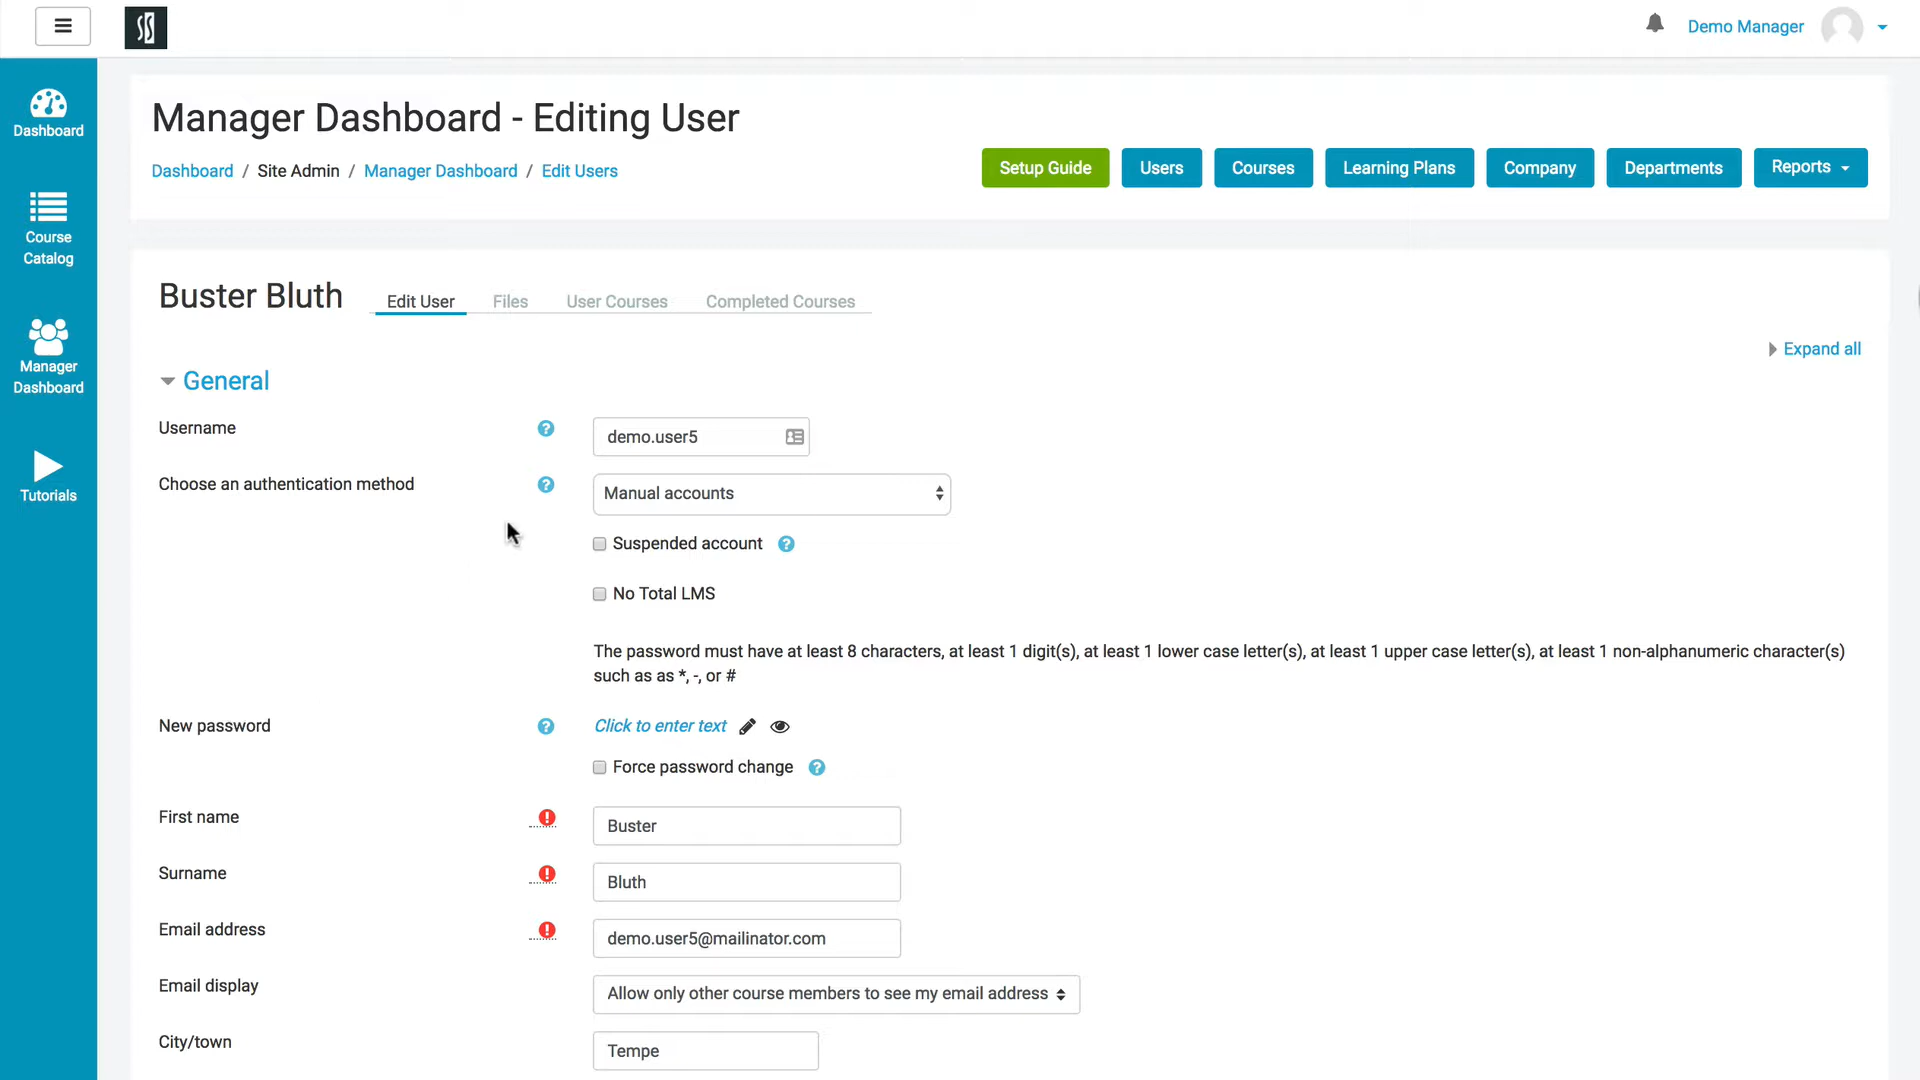 Demo Manager
Dashboard
Course
Catalog
Manager
Dashboard
Tutorials
Manager Dashboard - Editing User
Dashboard / Site Admin / Manager Dashboard / Edit Users
Setup Guide Users Courses Learning Plans Company Departments Reports
Buster Bluth Edit User Files User Courses Completed Courses
Expand all
General
Username ? demo.user5
Choose an authentication method ? Manual accounts
Suspended account ?
No Total LMS
The password must have at least 8 characters, at least 1 digit(s), at least 1 lower case letter(s), at least 1 upper case letter(s), at least 1 non-alphanumeric character(s)
such as as *, -, or #
New password ? Click to enter text
Force password change ?
First name ! Buster
Surname ! Bluth
Email address ! demo.user5@mailinator.com
Email display Allow only other course members to see my email address
City/town Tempe